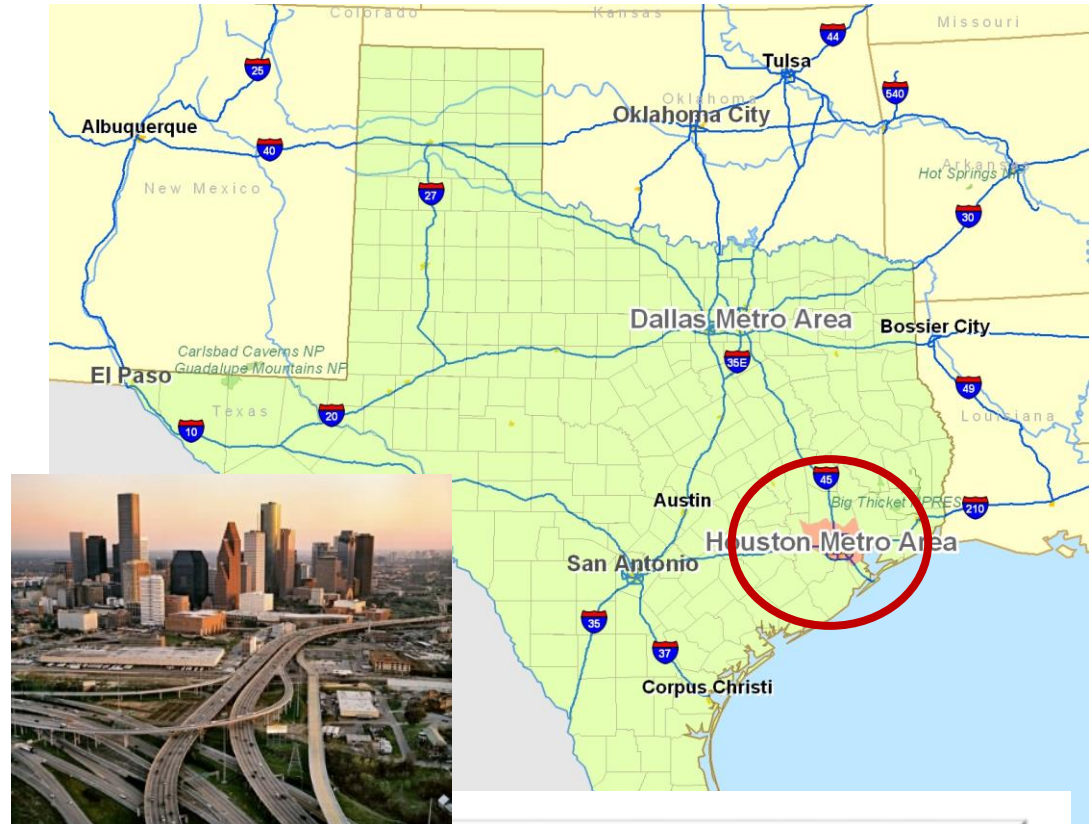 Colorado
Kansas
Missouri
44
25
Tulsa
540
Oklahoma
Oklahoma City
Albuquerque
40
Arkansas
Hot Springs NP
New Mexico
27
30
Dallas Metro Area
Bossier City
35E
Carlsbad Caverns NP
Guadalupe Mountains NP
El Paso
49
Texas
20
Louisiana
10
45
Austin
Big Thicket NPRES
210
Houston Metro Area
San Antonio
35
37
Corpus Christi